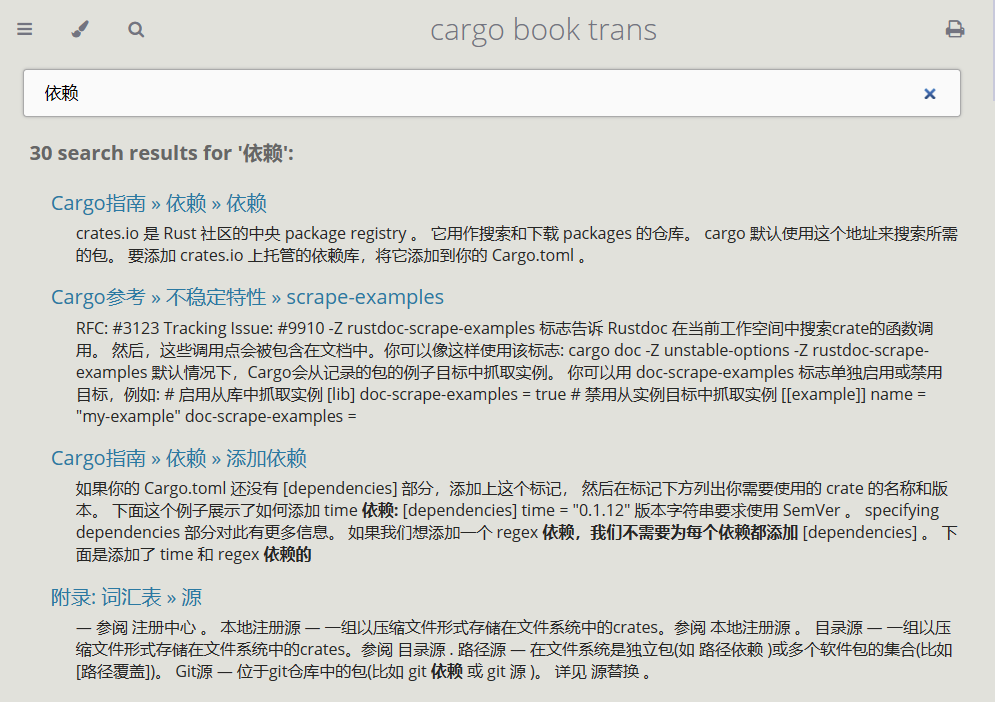 cargo book trans
依赖
30 search results for '依赖':
Cargo指南 » 依赖 » 依赖
crates.io 是 Rust 社区的中央 package registry 。 它用作搜索和下载 packages 的仓库。 cargo 默认使用这个地址来搜索所需
的包。 要添加 crates.io 上托管的依赖库，将它添加到你的 Cargo.toml 。
Cargo参考 » 不稳定特性 » scrape-examples
RFC: #3123 Tracking Issue: #9910 -Z rustdoc-scrape-examples 标志告诉 Rustdoc 在当前工作空间中搜索crate的函数调
用。 然后，这些调用点会被包含在文档中。你可以像这样使用该标志: cargo doc -Z unstable-options -Z rustdoc-scrape-
examples 默认情况下，Cargo会从记录的包的例子目标中抓取实例。 你可以用 doc-scrape-examples 标志单独启用或禁用
目标，例如: # 启用从库中抓取实例 [lib] doc-scrape-examples = true # 禁用从实例目标中抓取实例 [[example]] name =
"my-example" doc-scrape-examples =
Cargo指南 » 依赖 » 添加依赖
如果你的 Cargo.toml 还没有 [dependencies] 部分，添加上这个标记， 然后在标记下方列出你需要使用的 crate 的名称和版
本。 下面这个例子展示了如何添加 time 依赖: [dependencies] time = "0.1.12" 版本字符串要求使用 SemVer 。 specifying
dependencies 部分对此有更多信息。 如果我们想添加一个 regex 依赖，我们不需要为每个依赖都添加 [dependencies] 。 下
面是添加了 time 和 regex 依赖的
附录: 词汇表 » 源
— 参阅 注册中心 。 本地注册源 — 一组以压缩文件形式存储在文件系统中的crates。参阅 本地注册源 。 目录源 — 一组以压
缩文件形式存储在文件系统中的crates。参阅 目录源 . 路径源 — 在文件系统是独立包(如 路径依赖 )或多个软件包的集合(比如
[路径覆盖])。 Git源 — 位于git仓库中的包(比如 git 依赖 或 git 源 )。 详见 源替换 。